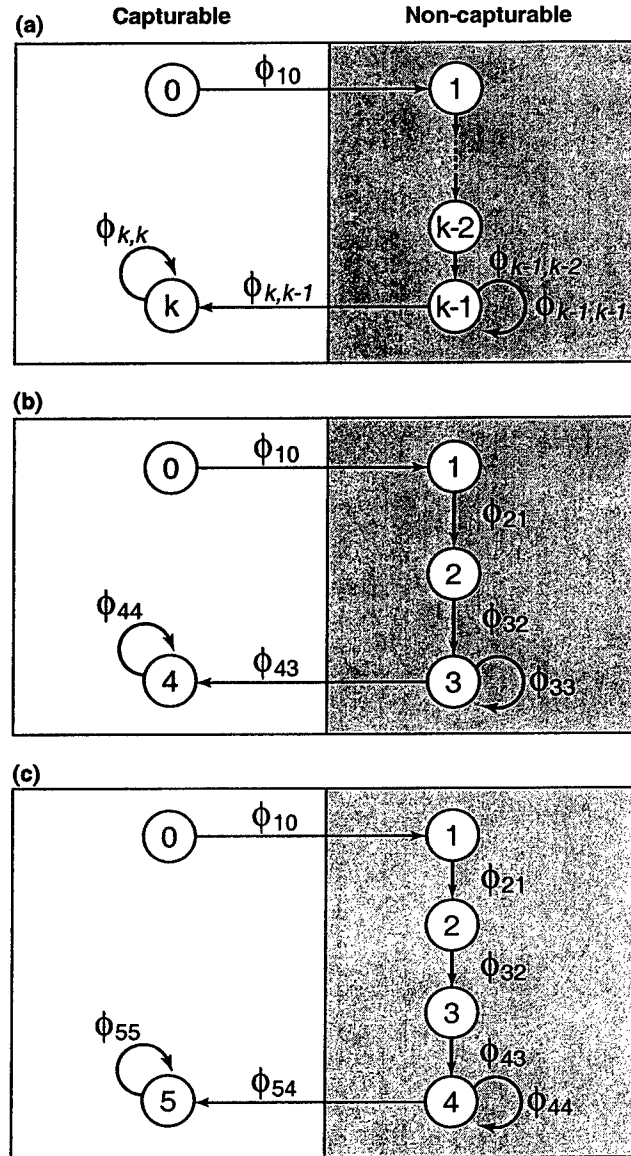 Capturable Non-capturable
(a)
0 ϕ10 1
k-2
ϕk,k ϕk-1,k-2
k ϕk,k-1 k-1 ϕk-1,k-1
(b)
0 ϕ10 1
ϕ21
2
ϕ44 ϕ32
4 ϕ43 3 ϕ33
(c)
0 ϕ10 1
ϕ21
2
ϕ32
3
ϕ55 ϕ43
5 ϕ54 4 ϕ44